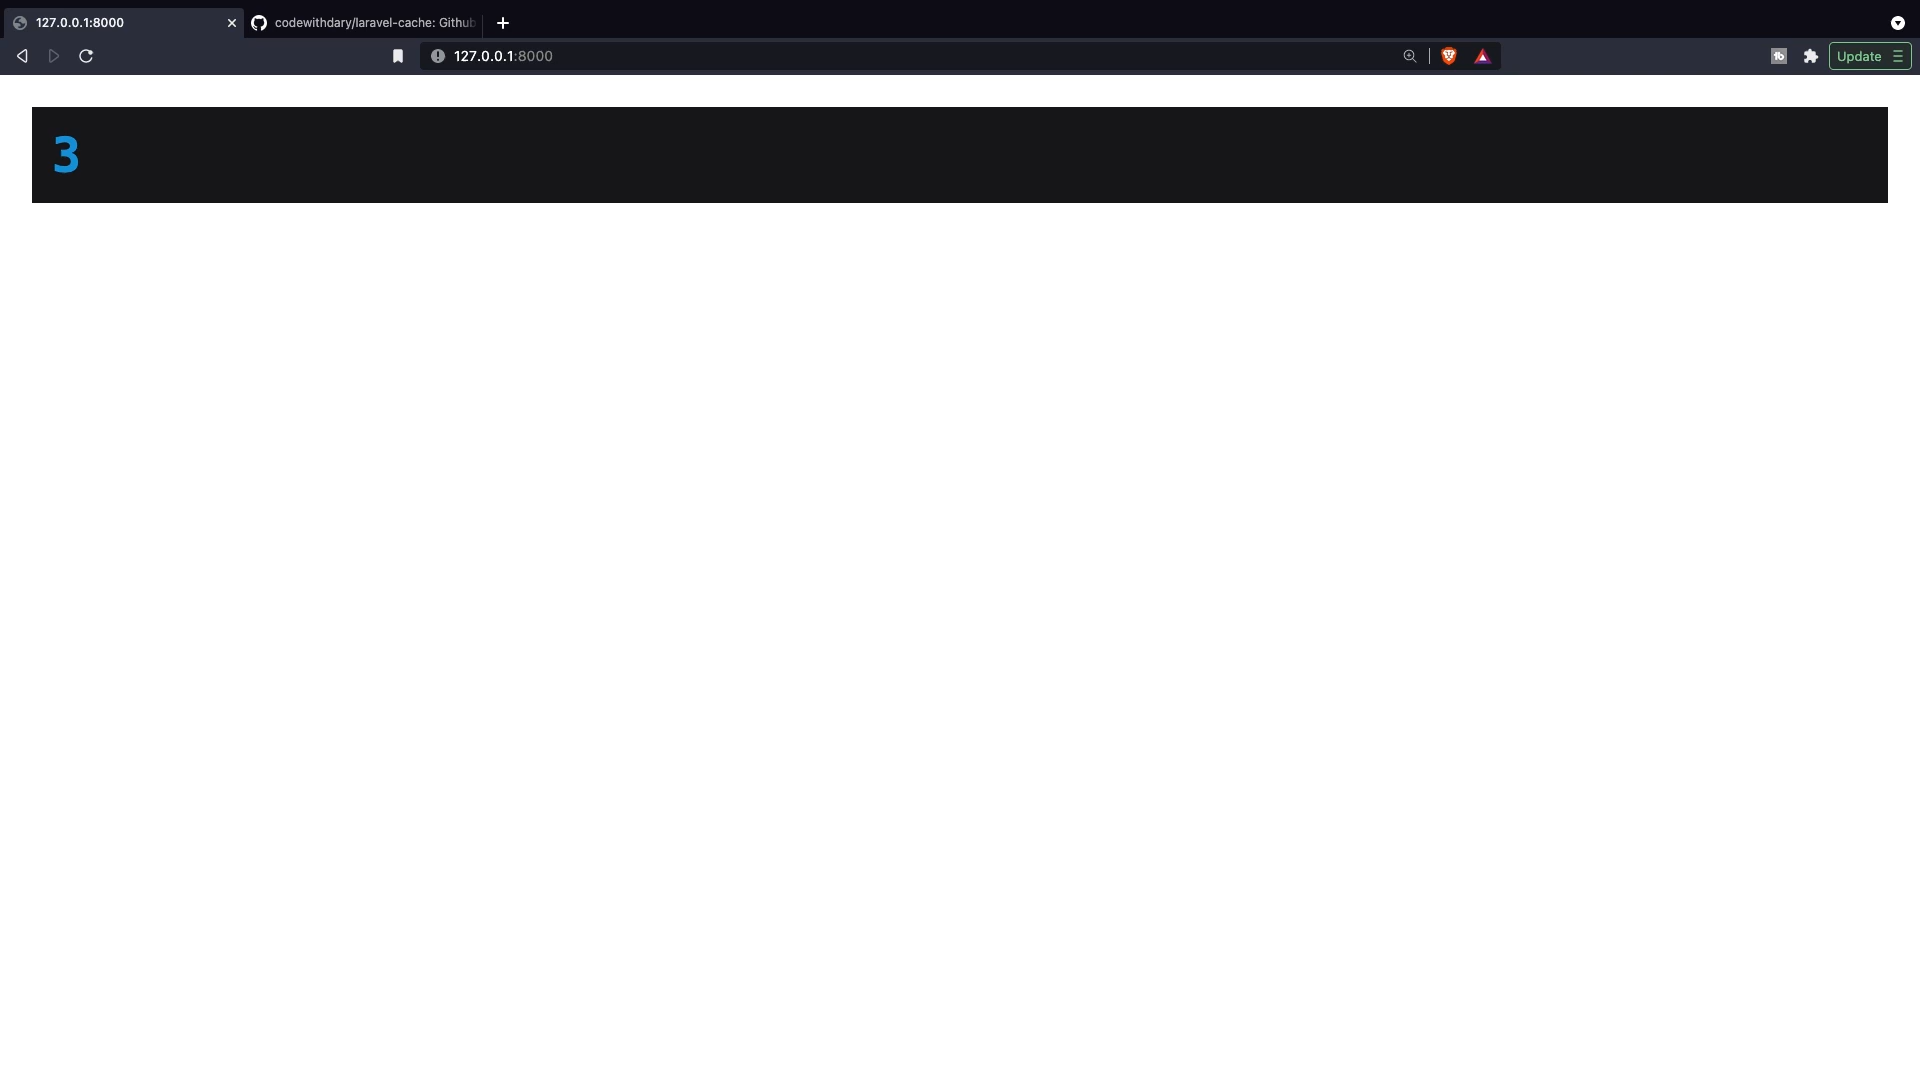 127.0.0.1:8000
codewithdary/laravel-cache: Github
127.0.0.1:8000
Update
3